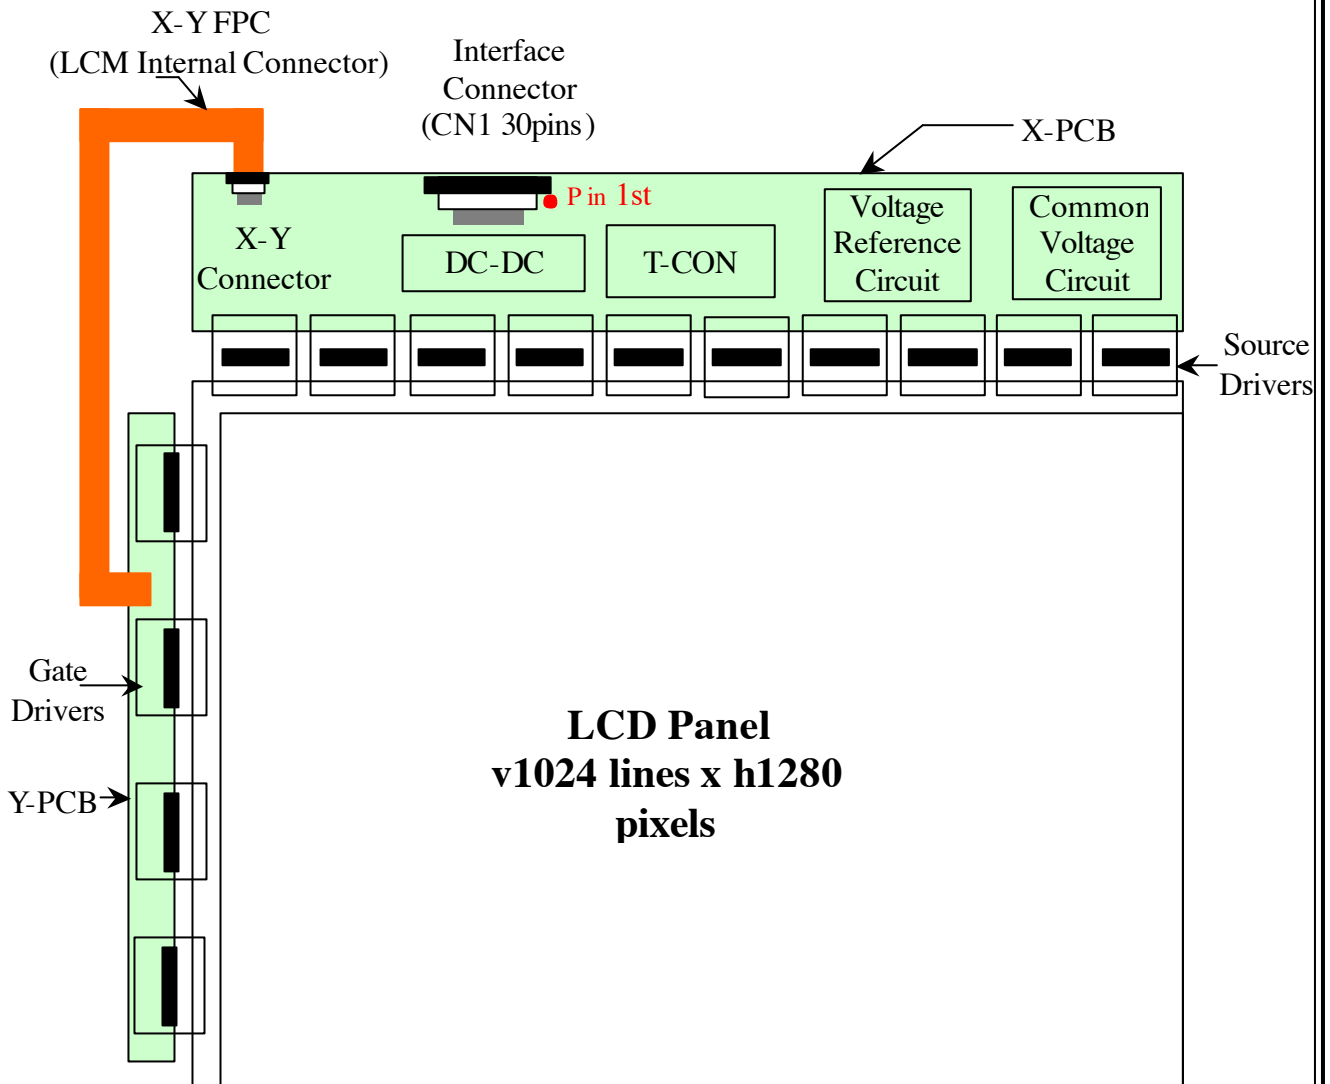 X-Y FPC
(LCM Internal Connector)
Interface
Connector
(CN1 30pins)
X-PCB
Pin 1st
X-Y
Connector
DC-DC
T-CON
Voltage
Reference
Circuit
Common
Voltage
Circuit
Source
Drivers
Gate
Drivers
Y-PCB
LCD Panel
v1024 lines x h1280
pixels